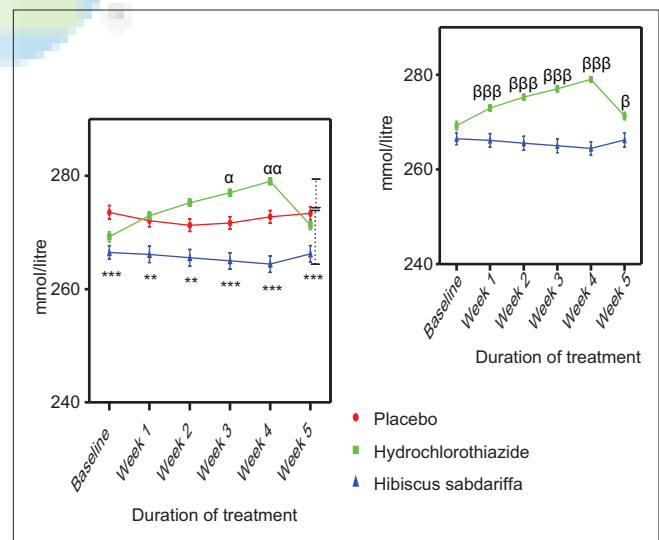 280
260
240
mmol/litre
α
αα
***
**
**
***
***
***
Baseline
Week 1
Week 2
Week 3
Week 4
Week 5
Duration of treatment
280
260
240
mmol/litre
βββ
βββ
βββ
βββ
β
Baseline
Week 1
Week 2
Week 3
Week 4
Week 5
Duration of treatment
Placebo
Hydrochlorothiazide
Hibiscus sabdariffa